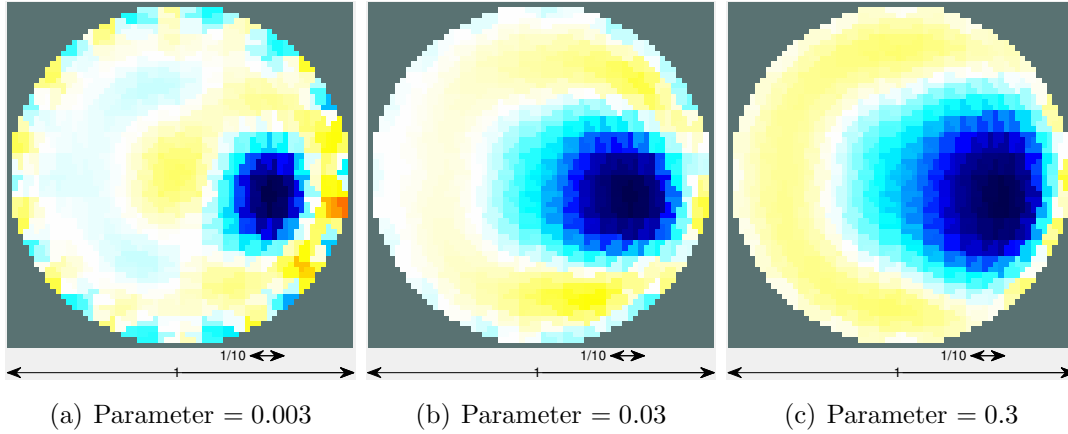 1/10
1
1/10
1
1/10
1
(a) Parameter = 0.003
(b) Parameter = 0.03
(c) Parameter = 0.3